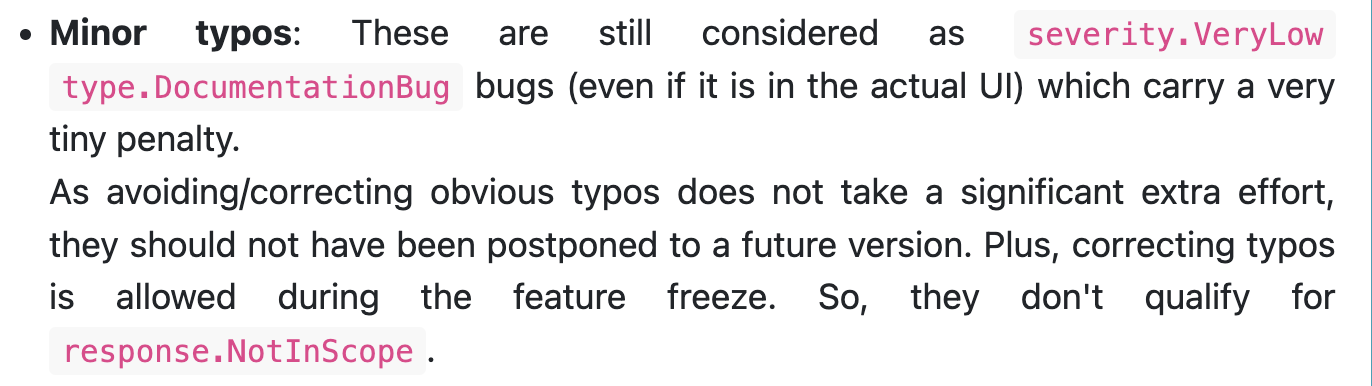 • Minor typos: These are still considered as severity.VeryLow
type.DocumentationBug bugs (even if it is in the actual UI) which carry a very
tiny penalty.
As avoiding/correcting obvious typos does not take a significant extra effort,
they should not have been postponed to a future version. Plus, correcting typos
is allowed during the feature freeze. So, they don't qualify for
response.NotInScope.